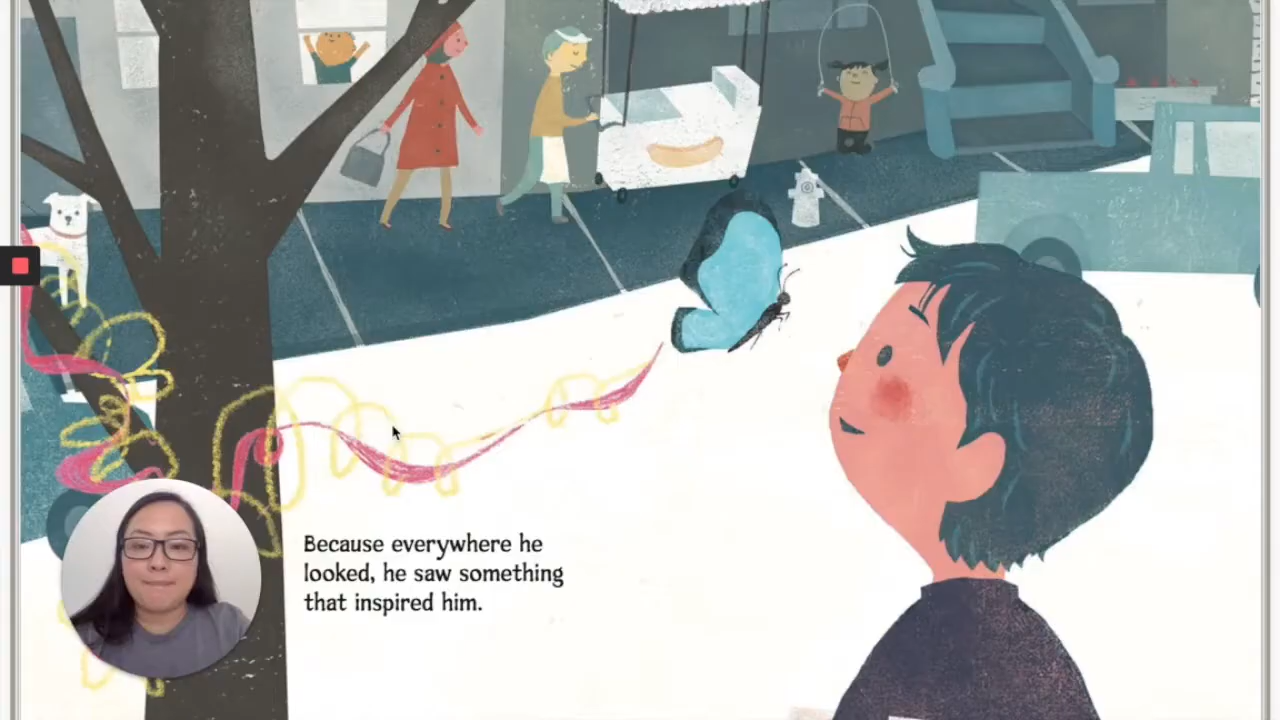 Because everywhere he
looked, he saw something
that inspired him.